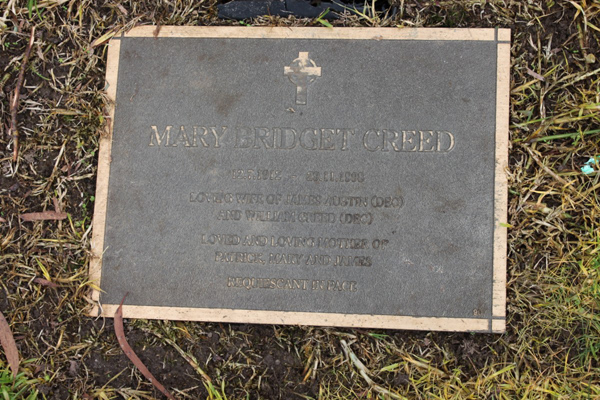 MARY BRIDGET CREED
LOVING WIFE OF JAMES AUSTIN (DEC)
AND WILLIAM CREED (DEC)
LOVED AND LOVING MOTHER OF
PATRICK, MARY AND JAMES
REQUIESCANT IN PACE